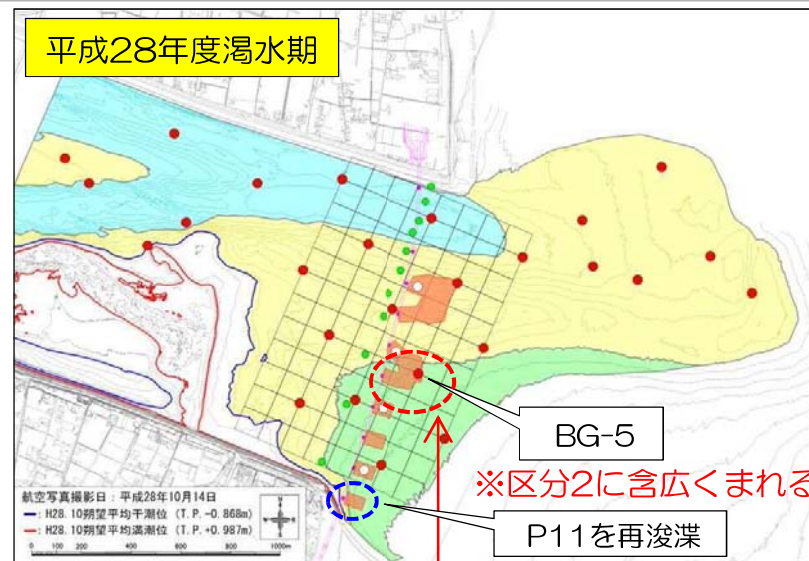 平成28年度渇水期
BG-5
※区分2に含広くまれる
P11を再浚渫
航空写真撮影日：平成28年10月14日
：H28.10朔望平均干潮位（T.P.-0.868m）
：H28.10朔望平均満潮位（T.P.+0.987m）
0 100 200 400 600 800 1000m